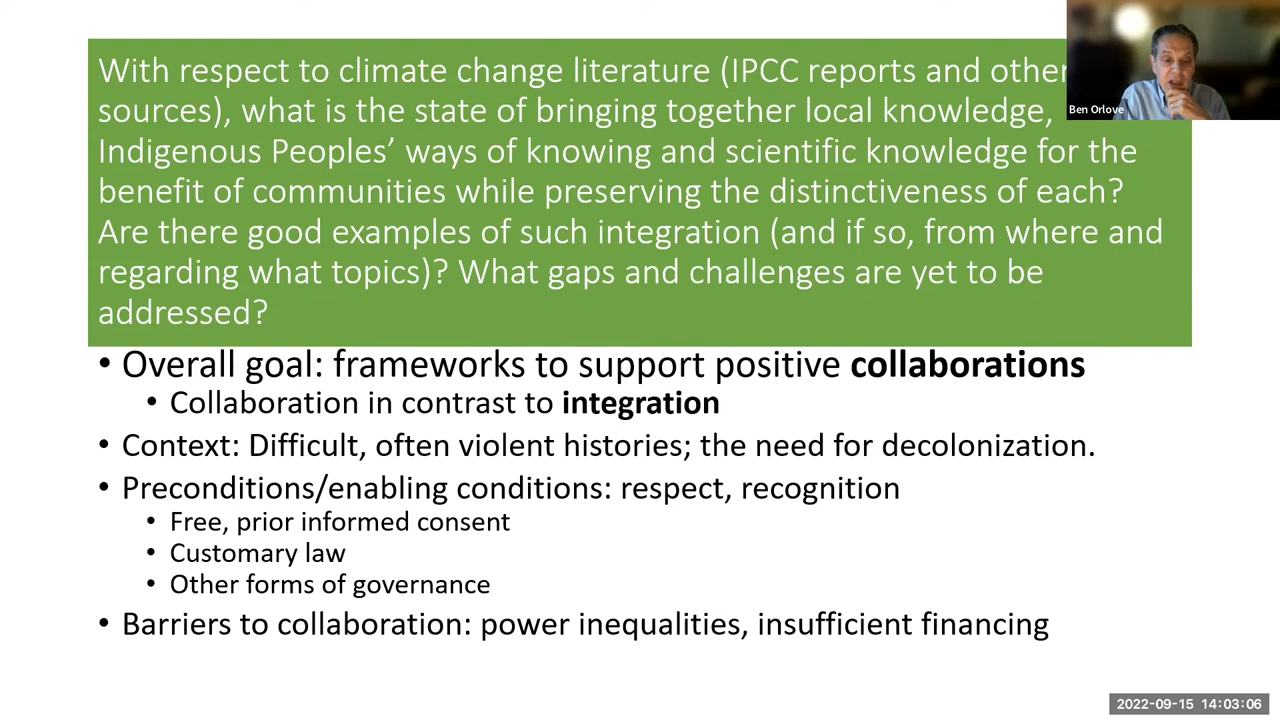 With respect to climate change literature (IPCC reports and other
sources), what is the state of bringing together local knowledge,
Indigenous Peoples’ ways of knowing and scientific knowledge for the
benefit of communities while preserving the distinctiveness of each?
Are there good examples of such integration (and if so, from where and
regarding what topics)? What gaps and challenges are yet to be
addressed?
Ben Orlove
• Overall goal: frameworks to support positive collaborations
• Collaboration in contrast to integration
• Context: Difficult, often violent histories; the need for decolonization.
• Preconditions/enabling conditions: respect, recognition
• Free, prior informed consent
• Customary law
• Other forms of governance
• Barriers to collaboration: power inequalities, insufficient financing
2022-09-15 14:03:06